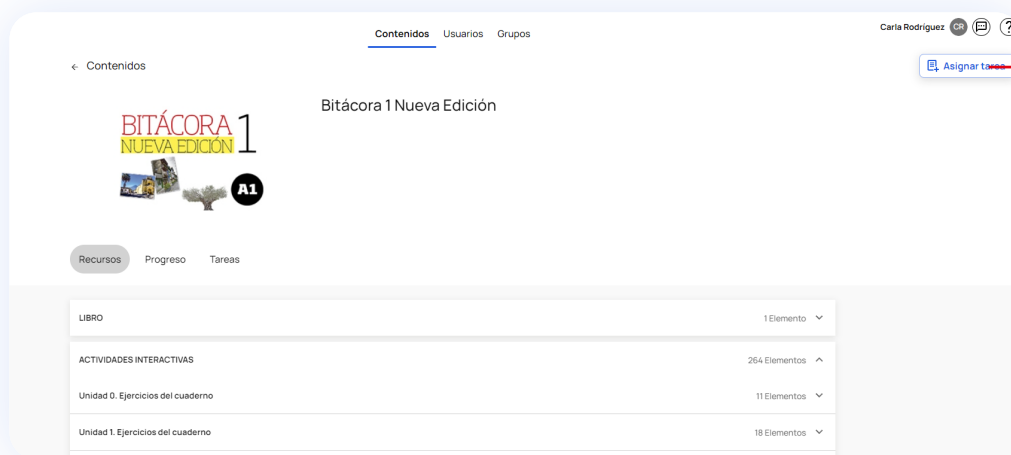 Contenidos Usuarios Grupos
Carla Rodríguez CR ?
← Contenidos
Asignar tarea
Bitácora 1 Nueva Edición
BITÁCORA 1
NUEVA EDICIÓN
A1
Recursos Progreso Tareas
LIBRO 1 Elemento
ACTIVIDADES INTERACTIVAS 264 Elementos
Unidad 0. Ejercicios del cuaderno 11 Elementos
Unidad 1. Ejercicios del cuaderno 18 Elementos